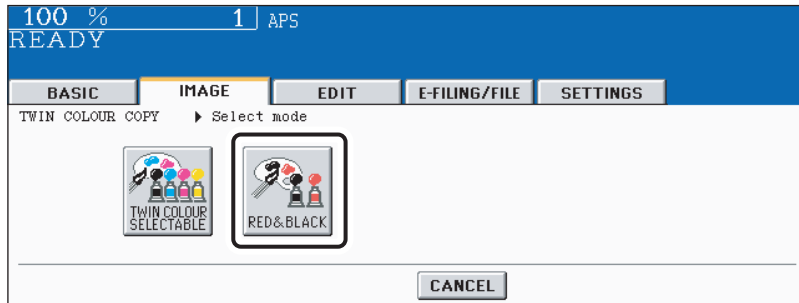 100 % 1 APS
READY
BASIC IMAGE EDIT E-FILING/FILE SETTINGS
TWIN COLOUR COPY ▶ Select mode
TWIN COLOUR
SELECTABLE
RED&BLACK
CANCEL